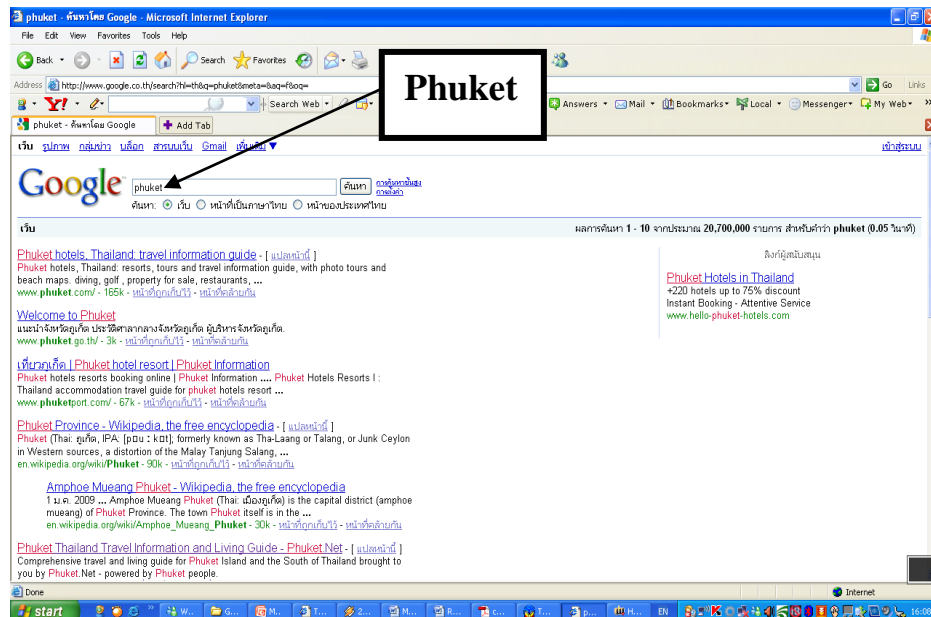 phuket - ค้นหาโดย Google - Microsoft Internet Explorer
File Edit View Favorites Tools Help
Back Search Favorites
Phuket
Address http://www.google.co.th/search?hl=th&q=phuket&meta=&aq=f&oq= Go Links
Y! Search Web Answers Mail Bookmarks Local Messenger My Web
phuket - ค้นหาโดย Google Add Tab
เว็บ รูปภาพ กลุ่มข่าว บล็อก สารบบเว็บ Gmail เพิ่มเติม ▼ เข้าสู่ระบบ
Google phuket ค้นหา การค้นหาขั้นสูง
การตั้งค่า
ค้นหา: เว็บ หน้าที่เป็นภาษาไทย หน้าของประเทศไทย
เว็บ ผลการค้นหา 1 - 10 จากประมาณ 20,700,000 รายการ สำหรับคำว่า phuket (0.05 วินาที)
Phuket hotels, Thailand: travel information guide - [ แปลหน้านี้ ]
Phuket hotels, Thailand: resorts, tours and travel information guide, with photo tours and
beach maps. diving, golf , property for sale, restaurants, ...
www.phuket.com/ - 165k - หน้าที่ถูกเก็บไว้ - หน้าที่คล้ายกัน
Welcome to Phuket
แนะนำจังหวัดภูเก็ต ประวัติศาลากลางจังหวัดภูเก็ต ผู้บริหารจังหวัดภูเก็ต.
www.phuket.go.th/ - 3k - หน้าที่ถูกเก็บไว้ - หน้าที่คล้ายกัน
เที่ยวภูเก็ต | Phuket hotel resort | Phuket Information
Phuket hotels resorts booking online | Phuket Information .... Phuket Hotels Resorts l :
Thailand accommodation travel guide for phuket hotels resort ...
www.phuketport.com/ - 67k - หน้าที่ถูกเก็บไว้ - หน้าที่คล้ายกัน
Phuket Province - Wikipedia, the free encyclopedia - [ แปลหน้านี้ ]
Phuket (Thai: ภูเก็ต, IPA: formerly known as Tha-Laang or Talang, or Junk Ceylon
in Western sources, a distortion of the Malay Tanjung Salang, ...
en.wikipedia.org/wiki/Phuket - 90k - หน้าที่ถูกเก็บไว้ - หน้าที่คล้ายกัน
Amphoe Mueang Phuket - Wikipedia, the free encyclopedia
1 ม.ค. 2009 ... Amphoe Mueang Phuket (Thai: เมืองภูเก็ต) is the capital district (amphoe
mueang) of Phuket Province. The town Phuket itself is in the ...
en.wikipedia.org/wiki/Amphoe_Mueang_Phuket - 30k - หน้าที่ถูกเก็บไว้ - หน้าที่คล้ายกัน
Phuket Thailand Travel Information and Living Guide - Phuket.Net - [ แปลหน้านี้ ]
Comprehensive travel and living guide for Phuket Island and the South of Thailand brought to
you by Phuket.Net - powered by Phuket people.
ลิงก์ผู้สนับสนุน
Phuket Hotels in Thailand
+220 hotels up to 75% discount
Instant Booking - Attentive Service
www.hello-phuket-hotels.com
Done Internet
start W... G... M... T... 2... M... R... c... T... p... H... EN 16:08